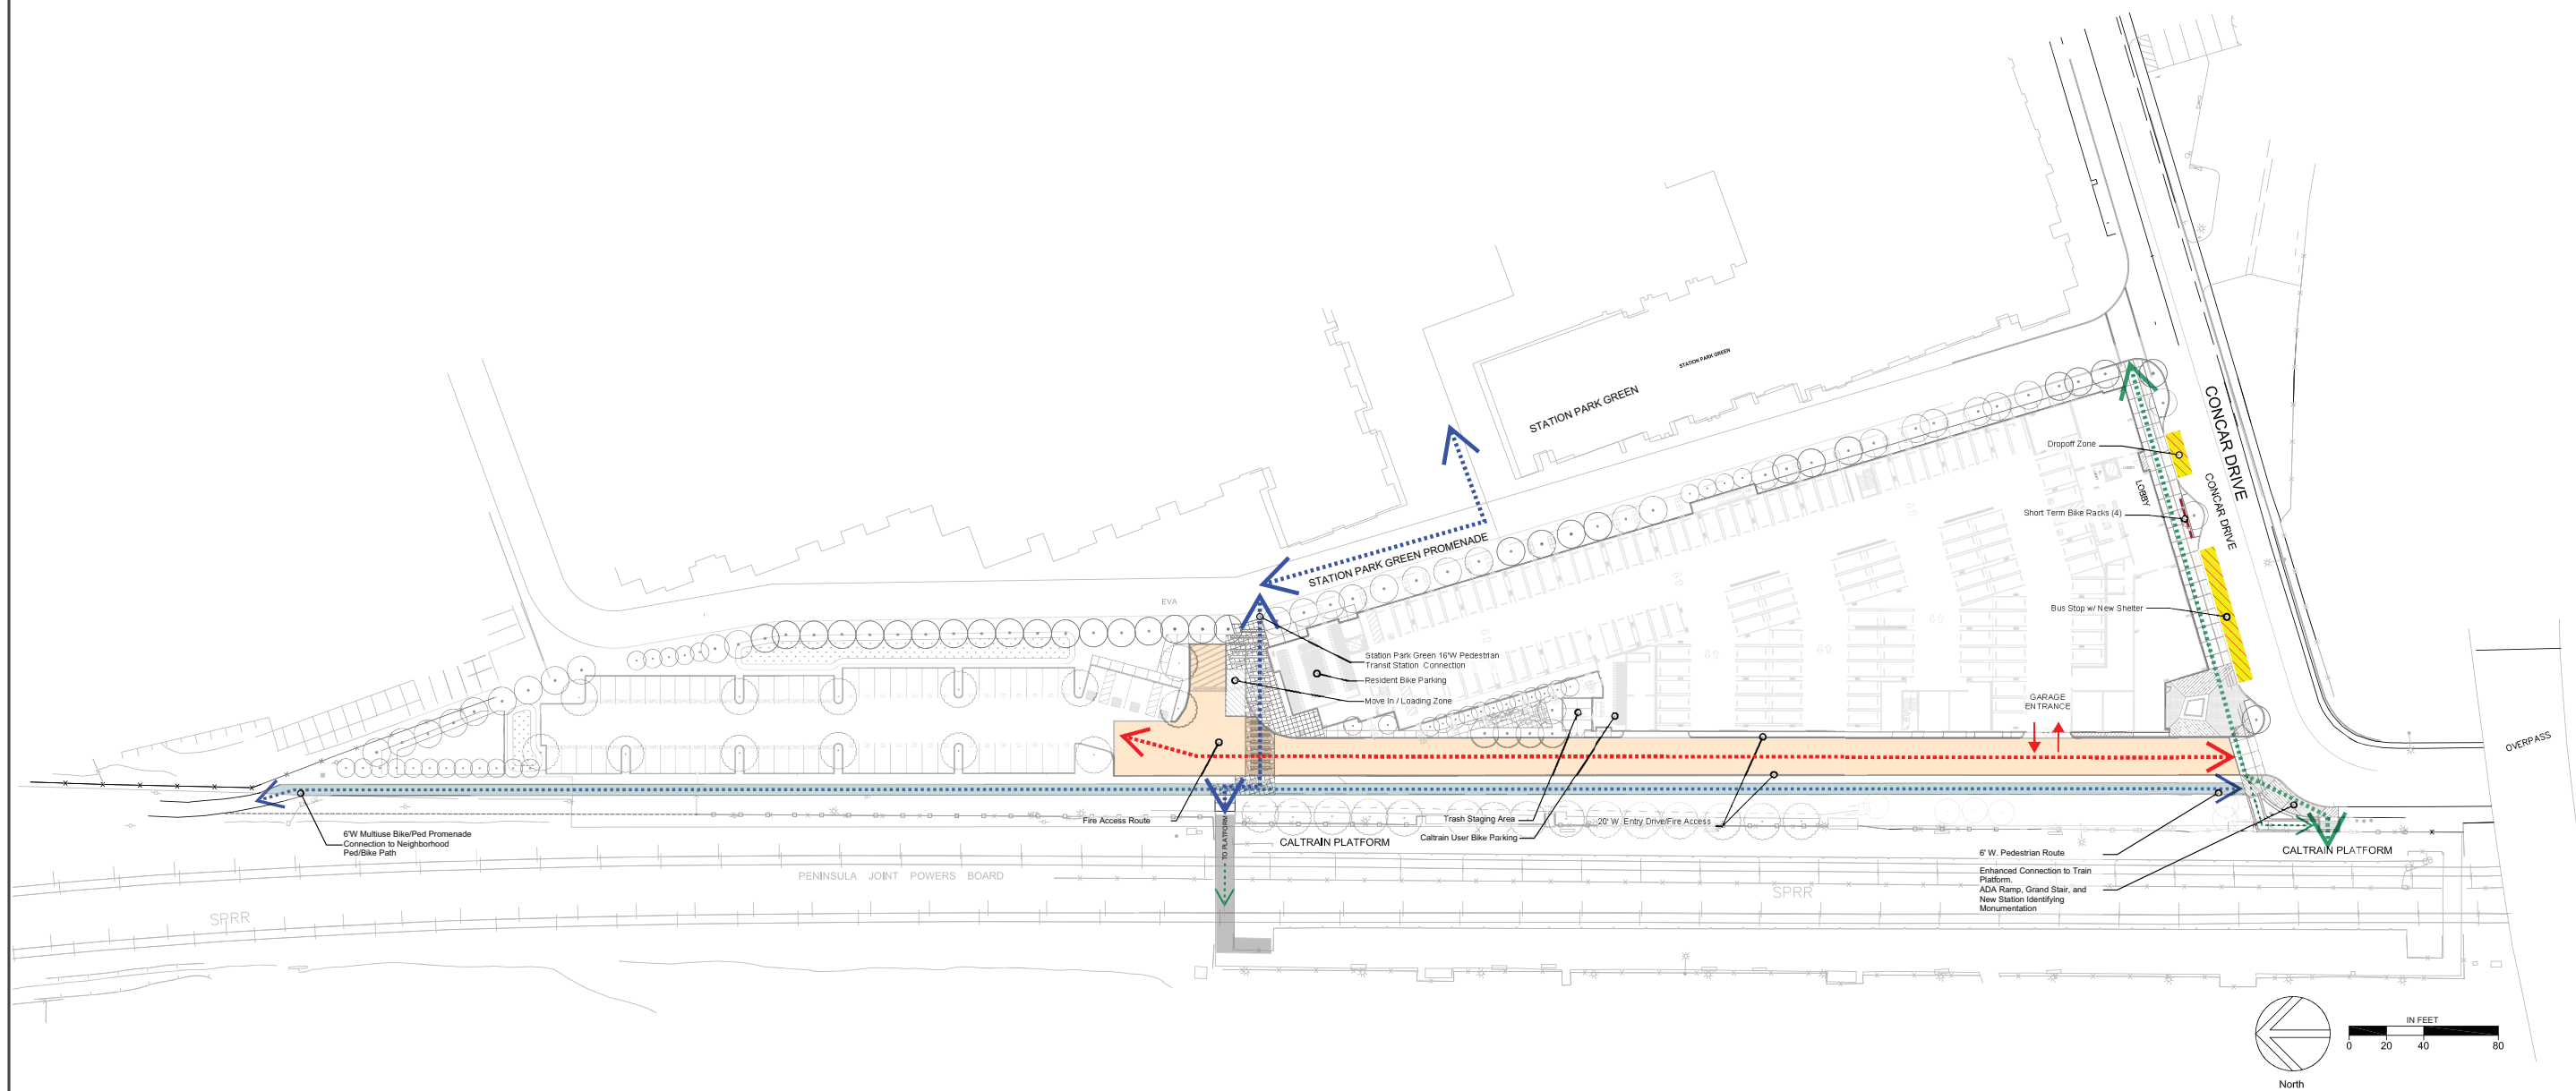 STATION PARK GREEN
STATION PARK GREEN
CONCAR DRIVE
CONCAR DRIVE
Dropoff Zone
LOBBY
LOBBY
Short Term Bike Racks (4)
STATION PARK GREEN PROMENADE
EVA
Bus Stop w/ New Shelter
Station Park Green 16'W Pedestrian
Transit Station Connection
Resident Bike Parking
Move In / Loading Zone
GARAGE
ENTRANCE
OVERPASS
Fire Access Route
Trash Staging Area
Caltrain User Bike Parking
20' W. Entry Drive/Fire Access
6'W Multiuse Bike/Ped Promenade
Connection to Neighborhood
Ped/Bike Path
TO PLATFORM
CALTRAIN PLATFORM
CALTRAIN PLATFORM
6' W. Pedestrian Route
Enhanced Connection to Train
Platform.
ADA Ramp, Grand Stair, and
New Station Identifying
Monumentation
PENINSULA JOINT POWERS BOARD
SPRR
SPRR
IN FEET
0 20 40 80
North